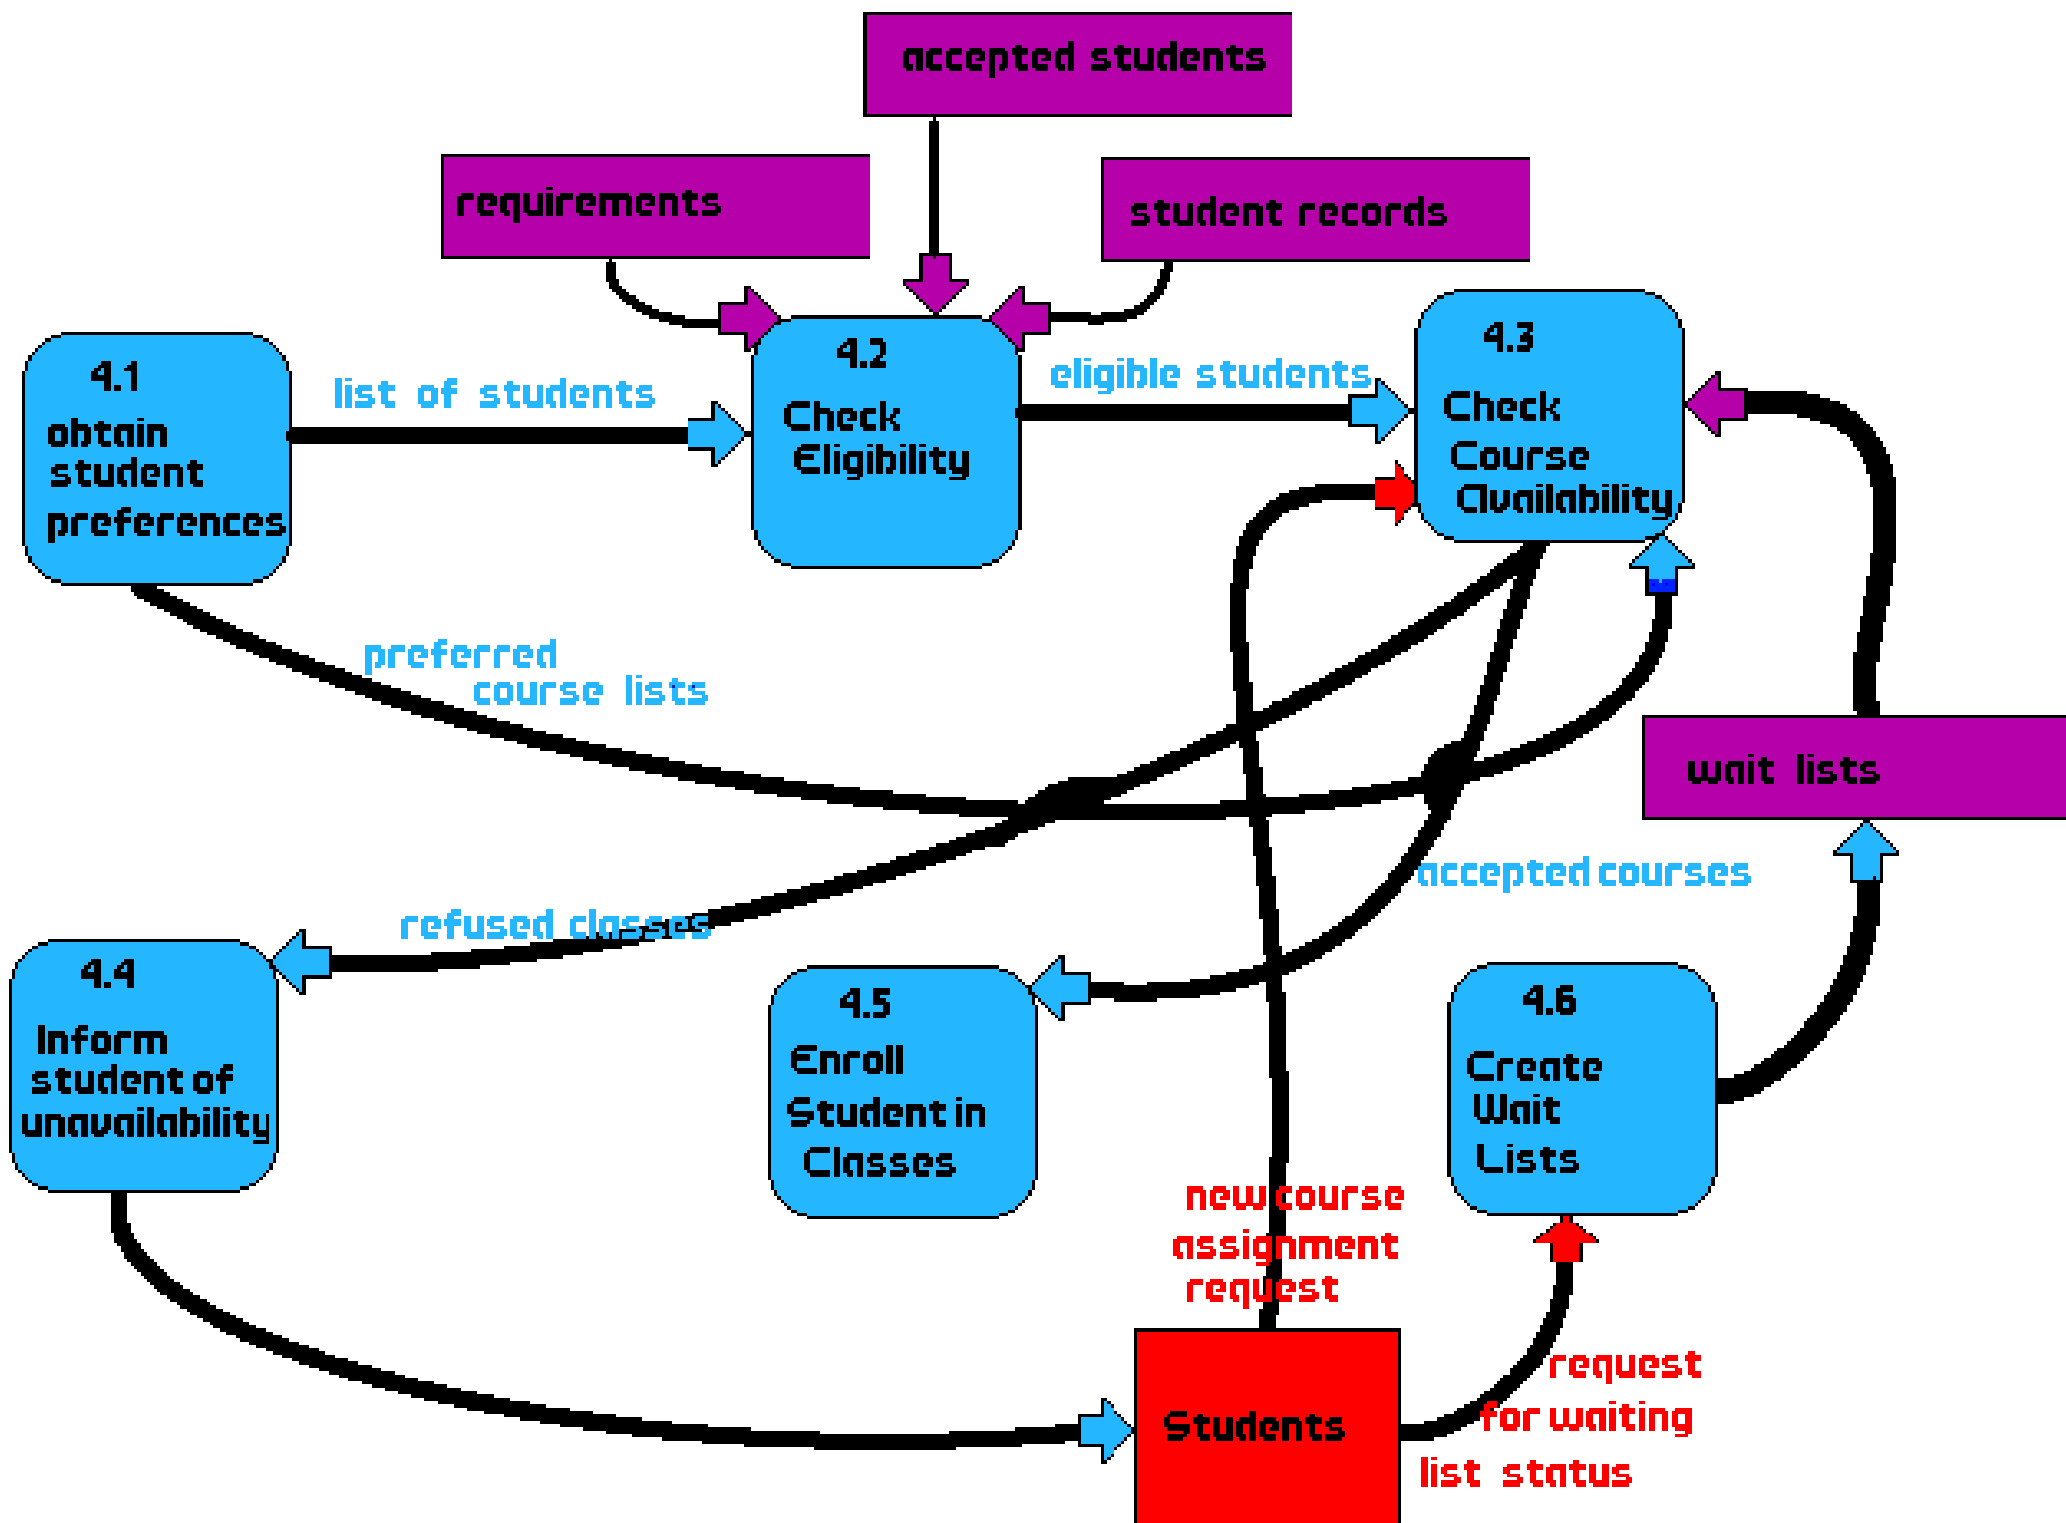 accepted students
requirements
student records
4.1
obtain
student
preferences
list of students
4.2
Check
Eligibility
eligible students
4.3
Check
Course
Availability
preferred
course lists
wait lists
accepted courses
refused classes
4.4
Inform
student of
unavailability
4.5
Enroll
Student in
Classes
4.6
Create
Wait
Lists
new course
assignment
request
Students
request
for waiting
list status